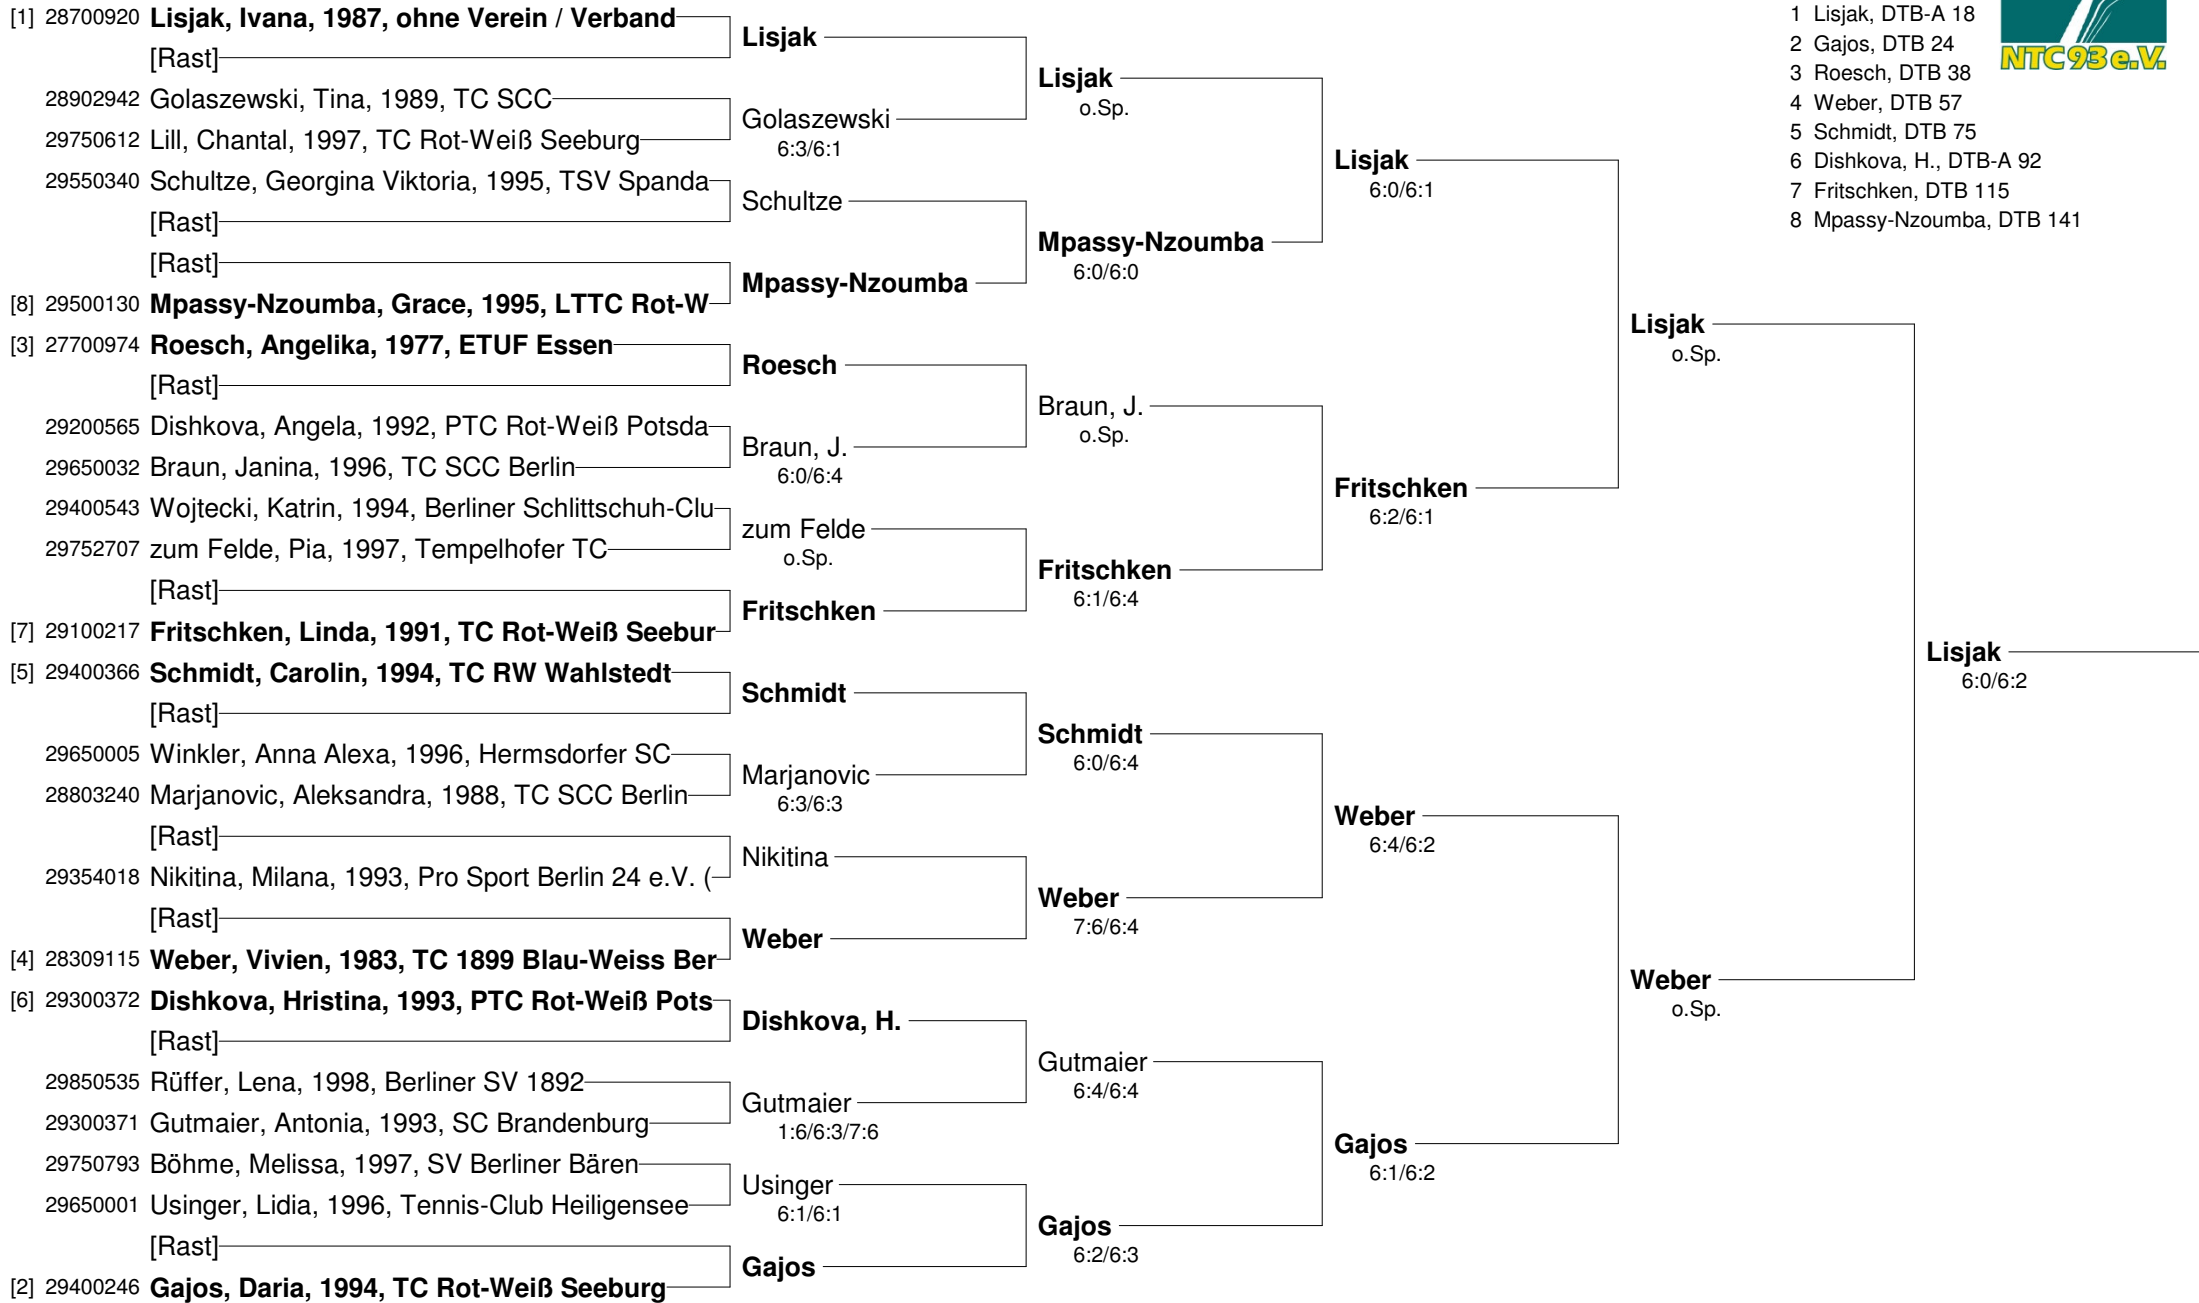 [1] 28700920 Lisjak, Ivana, 1987, ohne Verein / Verband
[Rast]
28902942 Golaszewski, Tina, 1989, TC SCC
29750612 Lill, Chantal, 1997, TC Rot-Weiß Seeburg
29550340 Schultze, Georgina Viktoria, 1995, TSV Spanda
[Rast]
[Rast]
[8] 29500130 Mpassy-Nzoumba, Grace, 1995, LTTC Rot-W
[3] 27700974 Roesch, Angelika, 1977, ETUF Essen
[Rast]
29200565 Dishkova, Angela, 1992, PTC Rot-Weiß Potsda
29650032 Braun, Janina, 1996, TC SCC Berlin
29400543 Wojtecki, Katrin, 1994, Berliner Schlittschuh-Clu
29752707 zum Felde, Pia, 1997, Tempelhofer TC
[Rast]
[7] 29100217 Fritschken, Linda, 1991, TC Rot-Weiß Seebur
[5] 29400366 Schmidt, Carolin, 1994, TC RW Wahlstedt
[Rast]
29650005 Winkler, Anna Alexa, 1996, Hermsdorfer SC
28803240 Marjanovic, Aleksandra, 1988, TC SCC Berlin
[Rast]
29354018 Nikitina, Milana, 1993, Pro Sport Berlin 24 e.V. (
[Rast]
[4] 28309115 Weber, Vivien, 1983, TC 1899 Blau-Weiss Ber
[6] 29300372 Dishkova, Hristina, 1993, PTC Rot-Weiß Pots
[Rast]
29850535 Rüffer, Lena, 1998, Berliner SV 1892
29300371 Gutmaier, Antonia, 1993, SC Brandenburg
29750793 Böhme, Melissa, 1997, SV Berliner Bären
29650001 Usinger, Lidia, 1996, Tennis-Club Heiligensee
[Rast]
[2] 29400246 Gajos, Daria, 1994, TC Rot-Weiß Seeburg
Lisjak
Golaszewski
6:3/6:1
Schultze
Mpassy-Nzoumba
Roesch
Braun, J.
6:0/6:4
zum Felde
o.Sp.
Fritschken
Schmidt
Marjanovic
6:3/6:3
Nikitina
Weber
Dishkova, H.
Gutmaier
1:6/6:3/7:6
Usinger
6:1/6:1
Gajos
Lisjak
o.Sp.
Mpassy-Nzoumba
6:0/6:0
Braun, J.
o.Sp.
Fritschken
6:1/6:4
Schmidt
6:0/6:4
Weber
7:6/6:4
Gutmaier
6:4/6:4
Gajos
6:2/6:3
Lisjak
6:0/6:1
Fritschken
6:2/6:1
Weber
6:4/6:2
Gajos
6:1/6:2
Lisjak
o.Sp.
Weber
o.Sp.
Lisjak
6:0/6:2
1 Lisjak, DTB-A 18
2 Gajos, DTB 24
3 Roesch, DTB 38
4 Weber, DTB 57
5 Schmidt, DTB 75
6 Dishkova, H., DTB-A 92
7 Fritschken, DTB 115
8 Mpassy-Nzoumba, DTB 141
NTC 93 e.V.